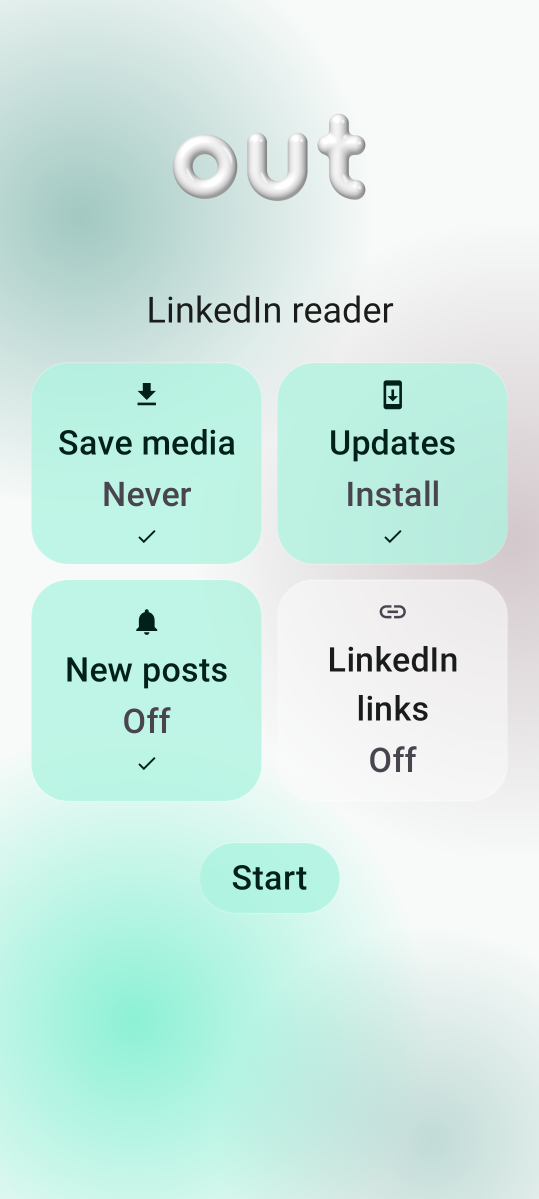 out
LinkedIn reader
Save media
Never
Updates
Install
New posts
Off
LinkedIn
links
Off
Start